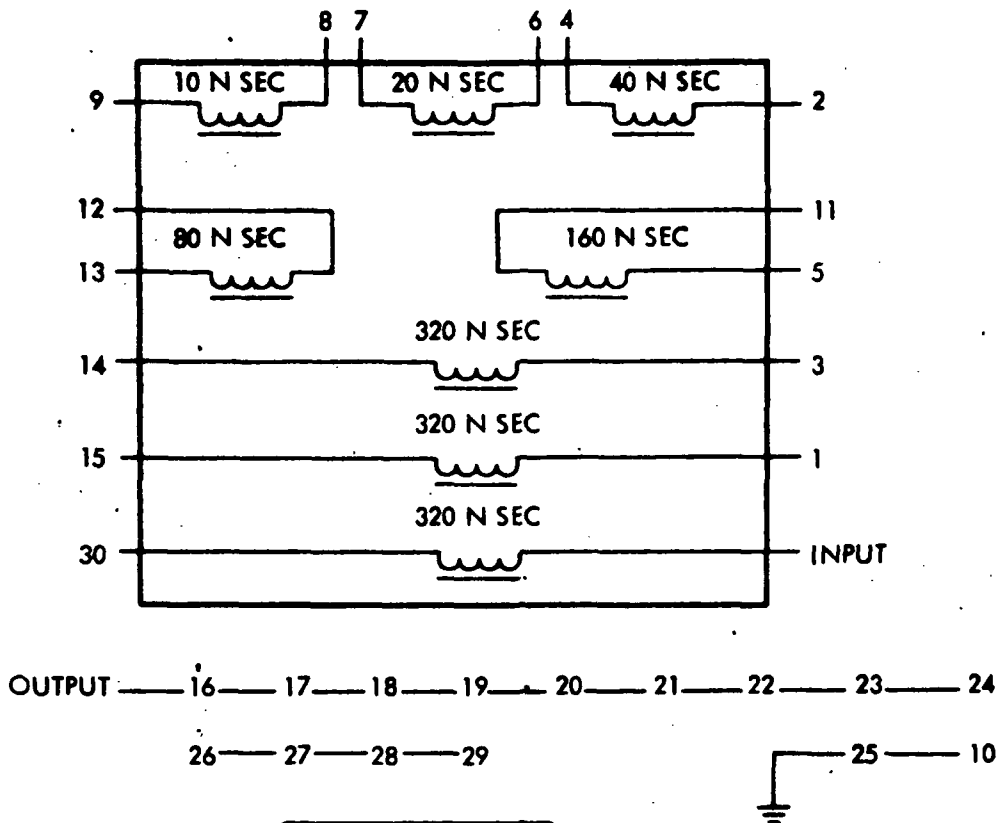 8 7 6 4
10 N SEC 20 N SEC 40 N SEC
9 2
12 11
80 N SEC 160 N SEC
13 5
320 N SEC
14 3
320 N SEC
15 1
320 N SEC
30 INPUT
OUTPUT 16 17 18 19 20 21 22 23 24
26 27 28 29 25 10